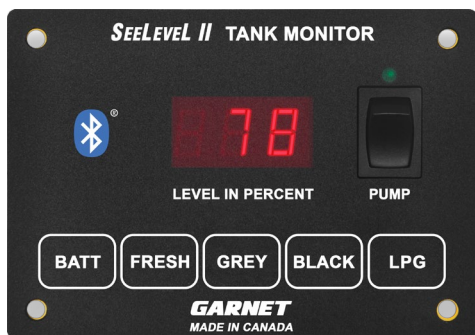 SEELEVEL II TANK MONITOR
®
78
LEVEL IN PERCENT
PUMP
BATT FRESH GREY BLACK LPG
GARNET
MADE IN CANADA